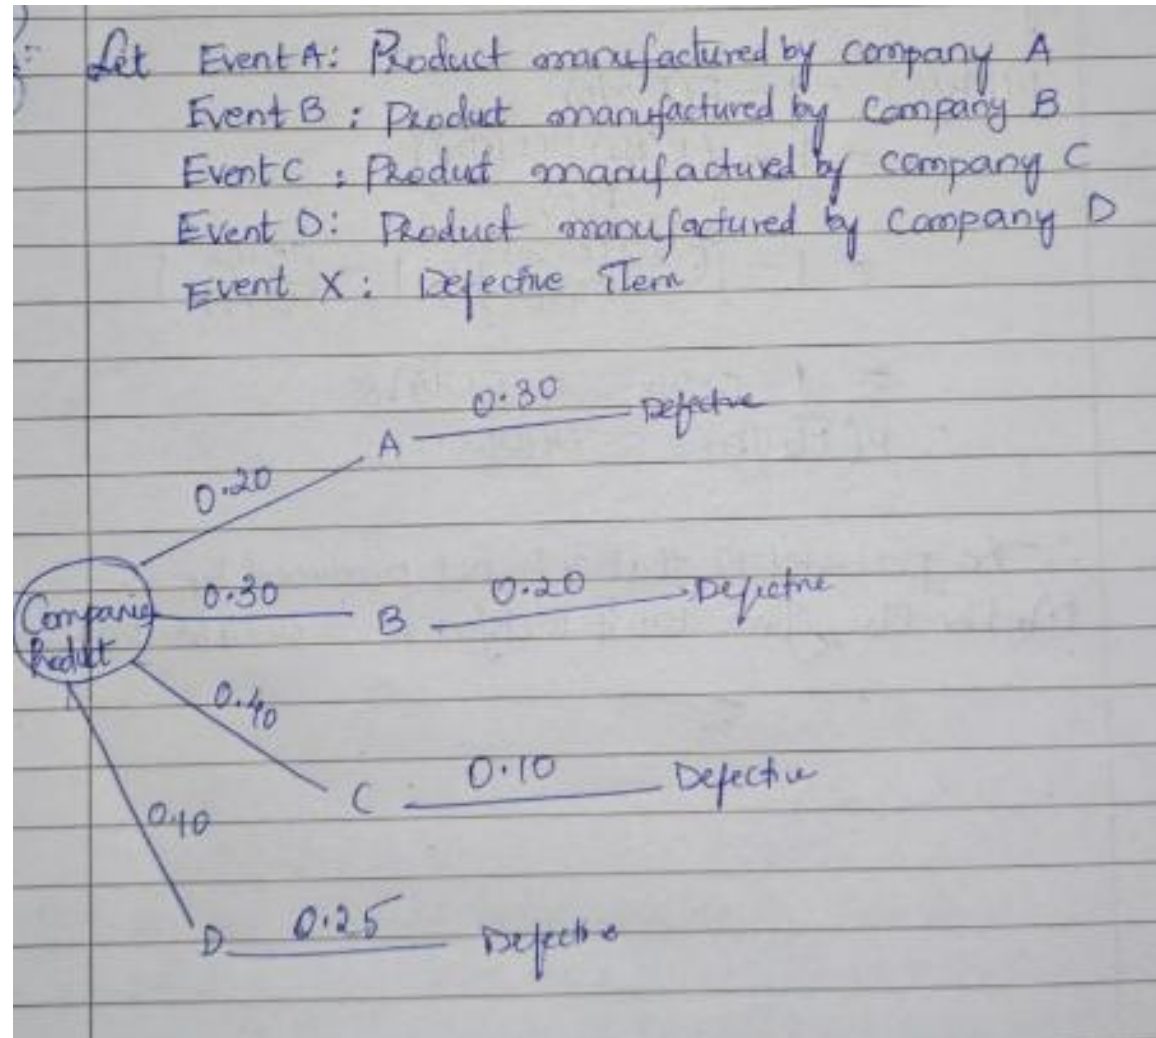 Let Event A: Product manufactured by company A
Event B : Product manufactured by Company B
Event C : Product manufactured by company C
Event D: Product manufactured by Company D
Event X : Defective item
0.30 Defective
A
0.20
Companies 0.30 B 0.20 Defective
Product
0.40
0.10 Defective
C
0.10
D 0.25 Defective